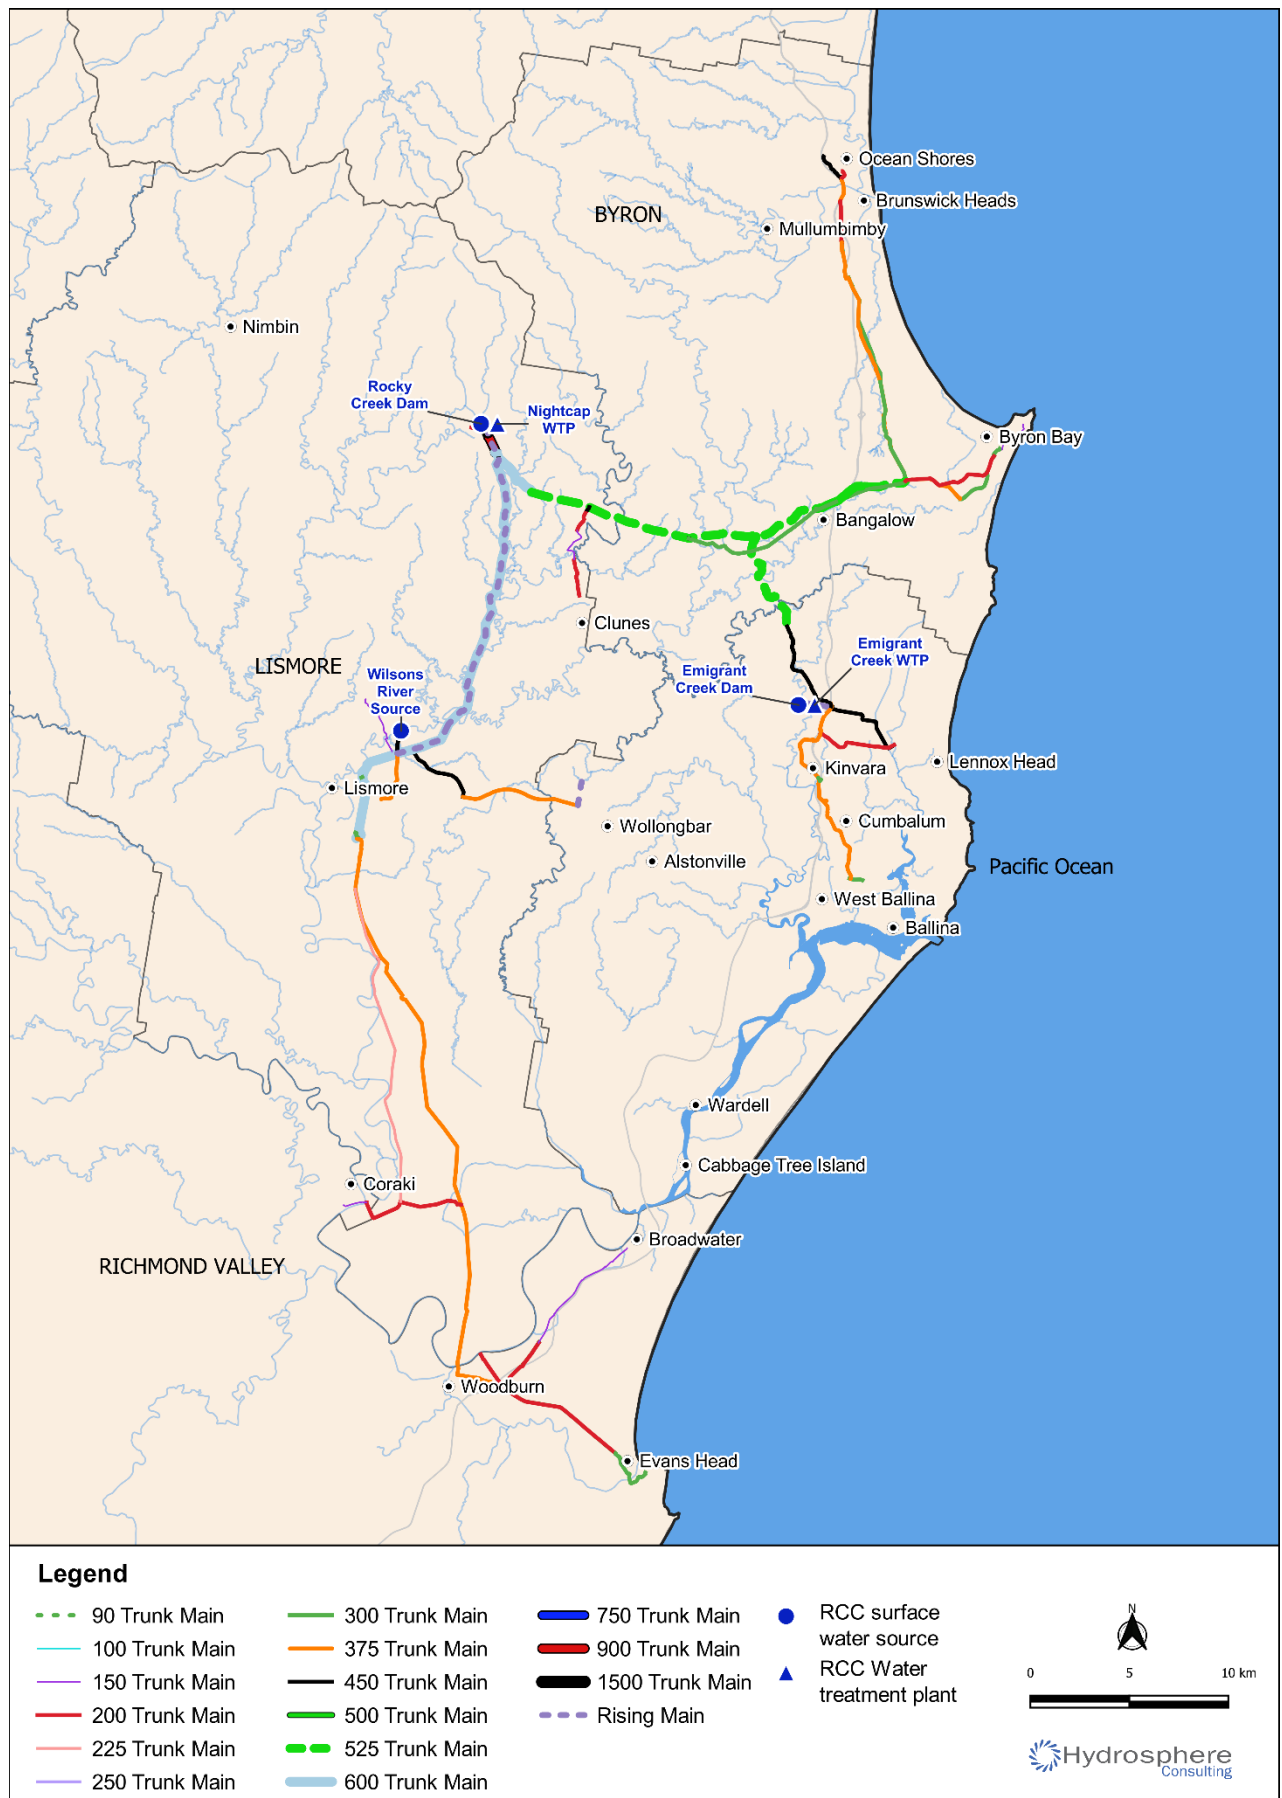 Ocean Shores
Brunswick Heads
BYRON
Mullumbimby
Nimbin
Rocky
Creek Dam
Nightcap
WTP
Byron Bay
Bangalow
Clunes
Emigrant
Creek WTP
LISMORE
Emigrant
Creek Dam
Wilsons
River
Source
Lennox Head
Kinvara
Lismore
Cumbalum
Wollongbar
Alstonville
Pacific Ocean
West Ballina
Ballina
Wardell
Cabbage Tree Island
Coraki
Broadwater
RICHMOND VALLEY
Woodburn
Evans Head
Legend
90 Trunk Main
100 Trunk Main
150 Trunk Main
200 Trunk Main
225 Trunk Main
250 Trunk Main
300 Trunk Main
375 Trunk Main
450 Trunk Main
500 Trunk Main
525 Trunk Main
600 Trunk Main
750 Trunk Main
900 Trunk Main
1500 Trunk Main
Rising Main
RCC surface
water source
RCC Water
treatment plant
N
0 5 10 km
Hydrosphere
Consulting